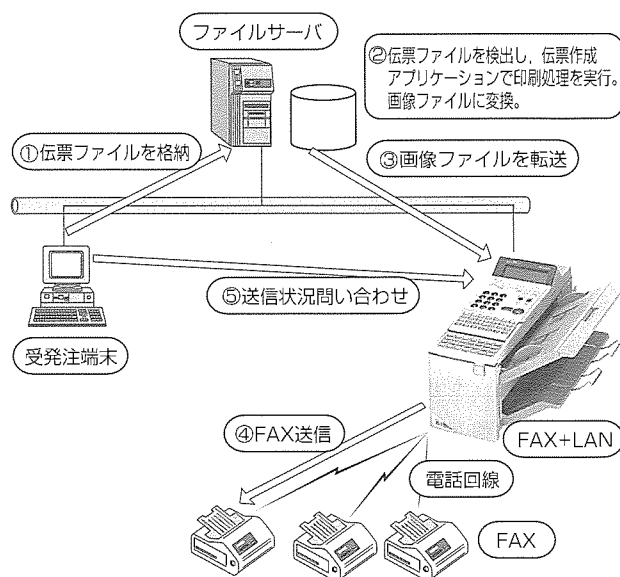 ファイルサーバ
②伝票ファイルを検出し，伝票作成
アプリケーションで印刷処理を実行。
画像ファイルに変換。
①伝票ファイルを格納
③画像ファイルを転送
⑤送信状況問い合わせ
受発注端末
④FAX送信
FAX+LAN
電話回線
FAX